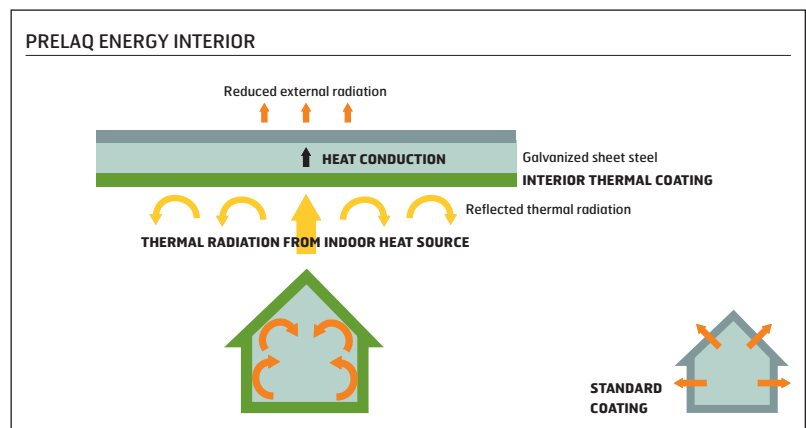 PRELAQ ENERGY INTERIOR
Reduced external radiation
HEAT CONDUCTION
Galvanized sheet steel
INTERIOR THERMAL COATING
Reflected thermal radiation
THERMAL RADIATION FROM INDOOR HEAT SOURCE
STANDARD
COATING